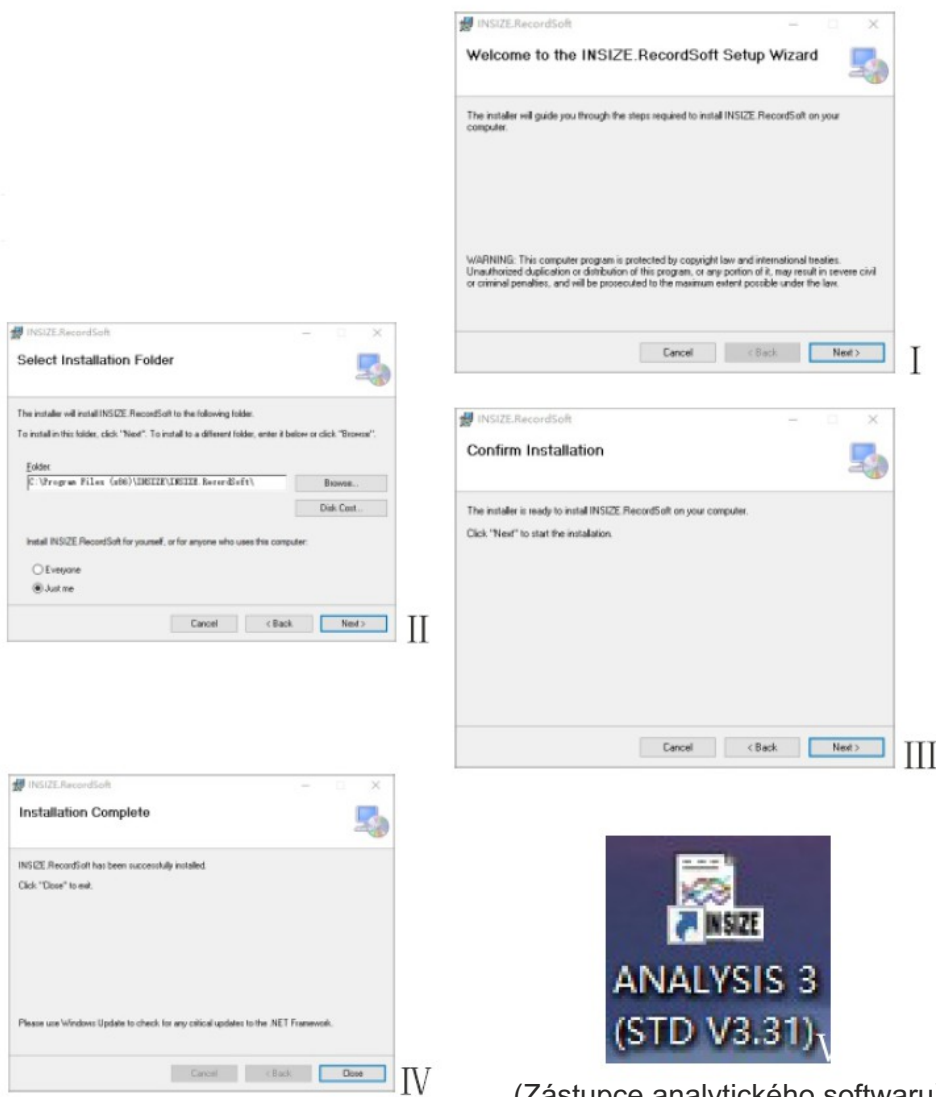 INSIZE.RecordSoft
Welcome to the INSIZE.RecordSoft Setup Wizard
The installer will guide you through the steps required to install INSIZE.RecordSoft on your
computer.
WARNING: This computer program is protected by copyright law and international treaties.
Unauthorized duplication or distribution of this program, or any portion of it, may result in severe civil
or criminal penalties, and will be prosecuted to the maximum extent possible under the law.
Cancel
< Back
Next >
I
INSIZE.RecordSoft
Select Installation Folder
The installer will install INSIZE.RecordSoft to the following folder.
To install in this folder, click "Next". To install to a different folder, enter it below or click "Browse".
Folder:
C:\Program Files (x86)\INSIZE\INSIZE.RecordSoft\
Browse...
Disk Cost...
Install INSIZE.RecordSoft for yourself, or for anyone who uses this computer:
Everyone
Just me
Cancel
< Back
Next >
II
INSIZE.RecordSoft
Confirm Installation
The installer is ready to install INSIZE.RecordSoft on your computer.
Click "Next" to start the installation.
Cancel
< Back
Next >
III
INSIZE.RecordSoft
Installation Complete
INSIZE.RecordSoft has been successfully installed.
Click "Close" to exit.
Please use Windows Update to check for any critical updates to the .NET Framework.
Cancel
< Back
Close
IV
INSIZE
ANALYSIS 3
(STD V3.31)
(Zástupce analytického softwaru